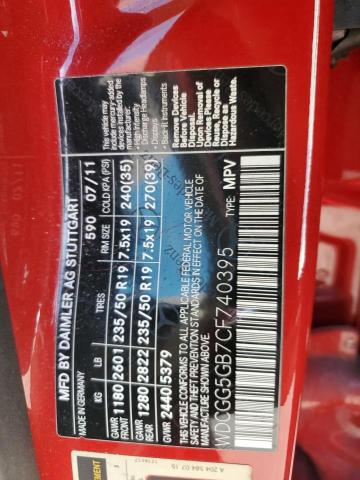 MFD BY DAIMLER AG STUTTGART
MADE IN GERMANY
590 07/11
KG LB TIRES RIM SIZE COLD KPA (PSI)
GAWR FRONT 1180 2601 235/50 R19 7.5x19 240(35)
GAWR REAR 1280 2822 235/50 R19 7.5x19 270(39)
GVWR 2440 5379
THIS VEHICLE CONFORMS TO ALL APPLICABLE FEDERAL MOTOR VEHICLE
SAFETY AND THEFT PREVENTION STANDARDS IN EFFECT ON THE DATE OF
MANUFACTURE SHOWN ABOVE.
WDCGG5GB7CF740395 TYPE: MPV
This vehicle may
include mercury-added
devices installed by the
manufacturer:
• High Intensity
Discharge Headlamps
• Displays
• Back-lit Instruments
Remove Devices
Before Vehicle
Disposal.
Upon Removal of
Devices Please
Reuse, Recycle
or Dispose as
Hazardous Waste.
A 204 584 07 15